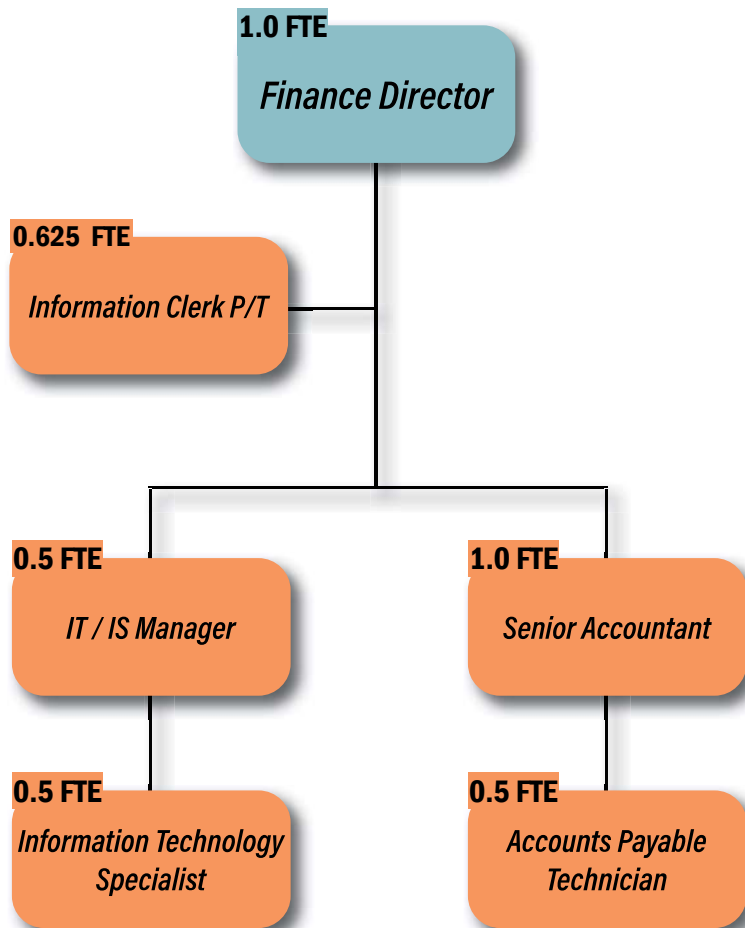 1.0 FTE
Finance Director
0.625 FTE
Information Clerk P/T
0.5 FTE
IT / IS Manager
1.0 FTE
Senior Accountant
0.5 FTE
Information Technology
Specialist
0.5 FTE
Accounts Payable
Technician